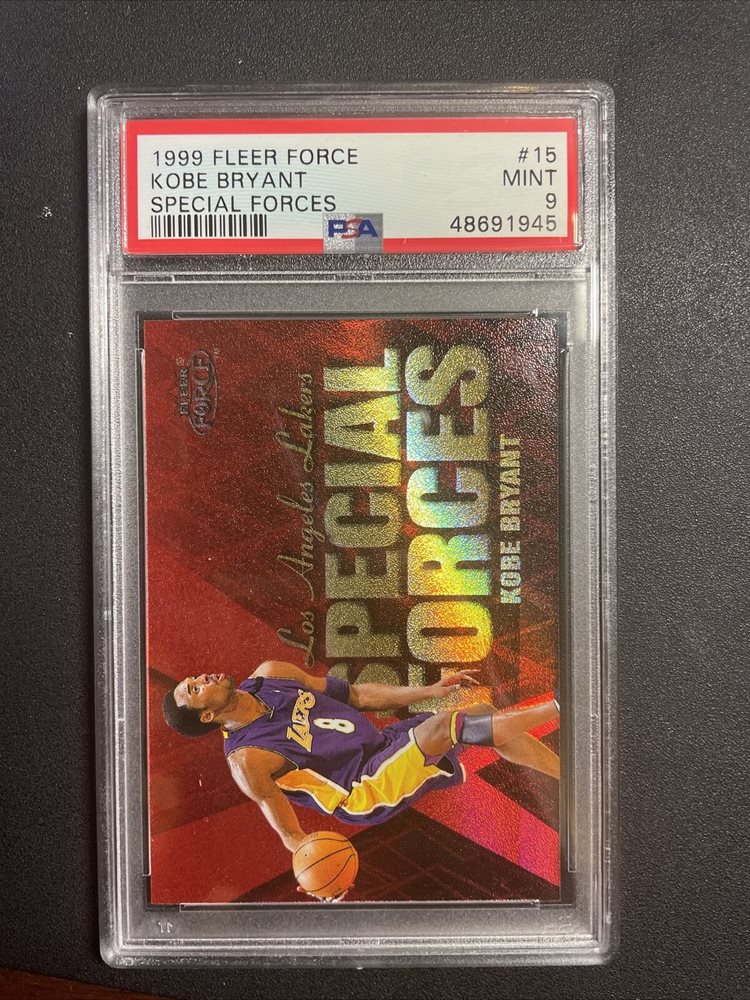 1999 FLEER FORCE #15
KOBE BRYANT MINT
SPECIAL FORCES 9
PSA 48691945
FLEER®
FORCE™
Los Angeles Lakers
SPECIAL
FORCES
KOBE BRYANT
LAKERS
8